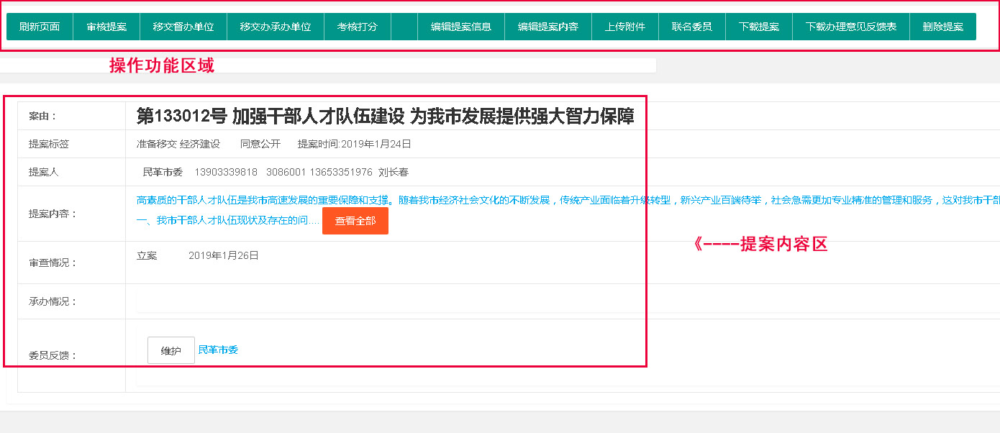 刷新页面 审核提案 移交督办单位 移交办承办单位 考核打分 编辑提案信息 编辑提案内容 上传附件 联名委员 下载提案 下载办理意见反馈表 删除提案
操作功能区域
案由： 第133012号 加强干部人才队伍建设 为我市发展提供强大智力保障
提案标签 准备移交 经济建设 同意公开 提案时间:2019年1月24日
提案人 民革市委 13903339818 3086001 13653351976 刘长春
提案内容： 高素质的干部人才队伍是我市高速发展的重要保障和支撑。随着我市经济社会文化的不断发展，传统产业面临着升级转型，新兴产业百端待举，社会急需更加专业精准的管理和服务，这对我市干部
一、我市干部人才队伍现状及存在的问.... 查看全部
《----提案内容区
审查情况： 立案 2019年1月26日
承办情况：
委员反馈： 维护 民革市委